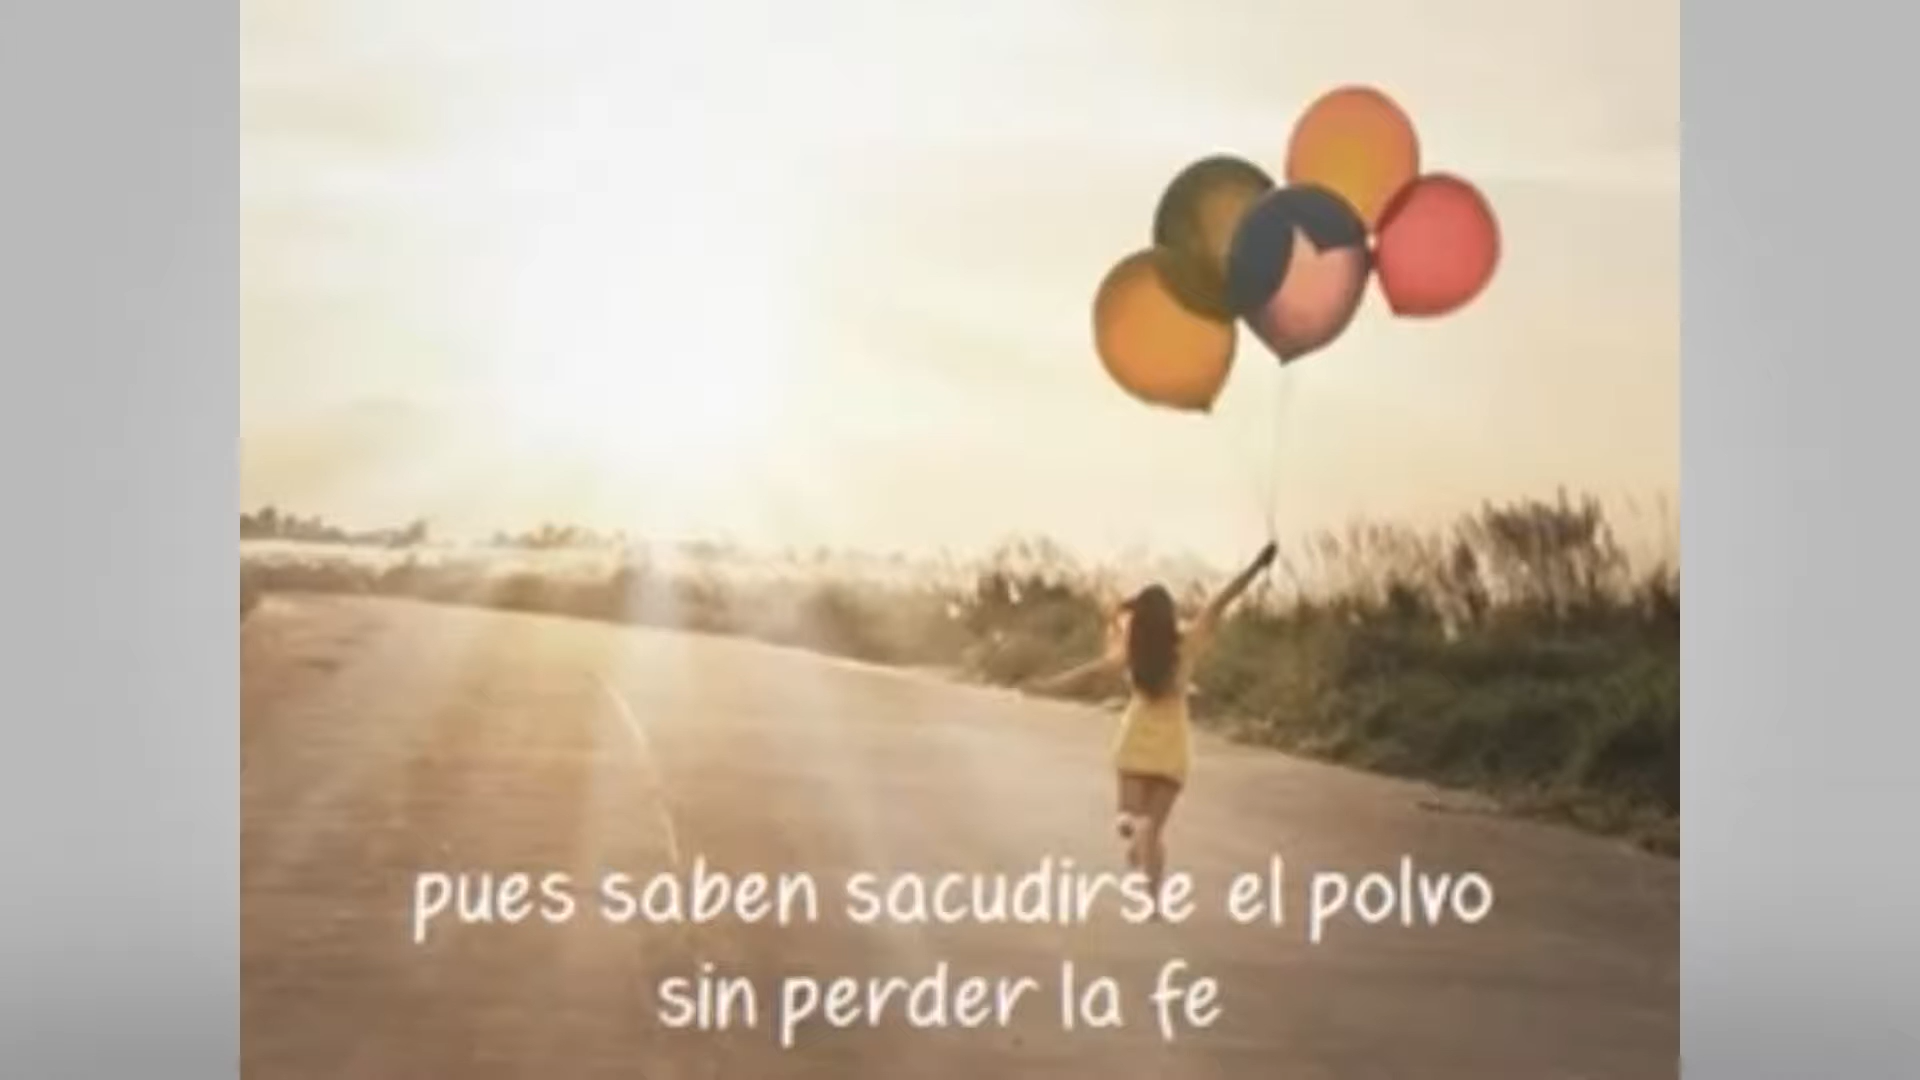 pues saben sacudirse el polvo
sin perder la fe